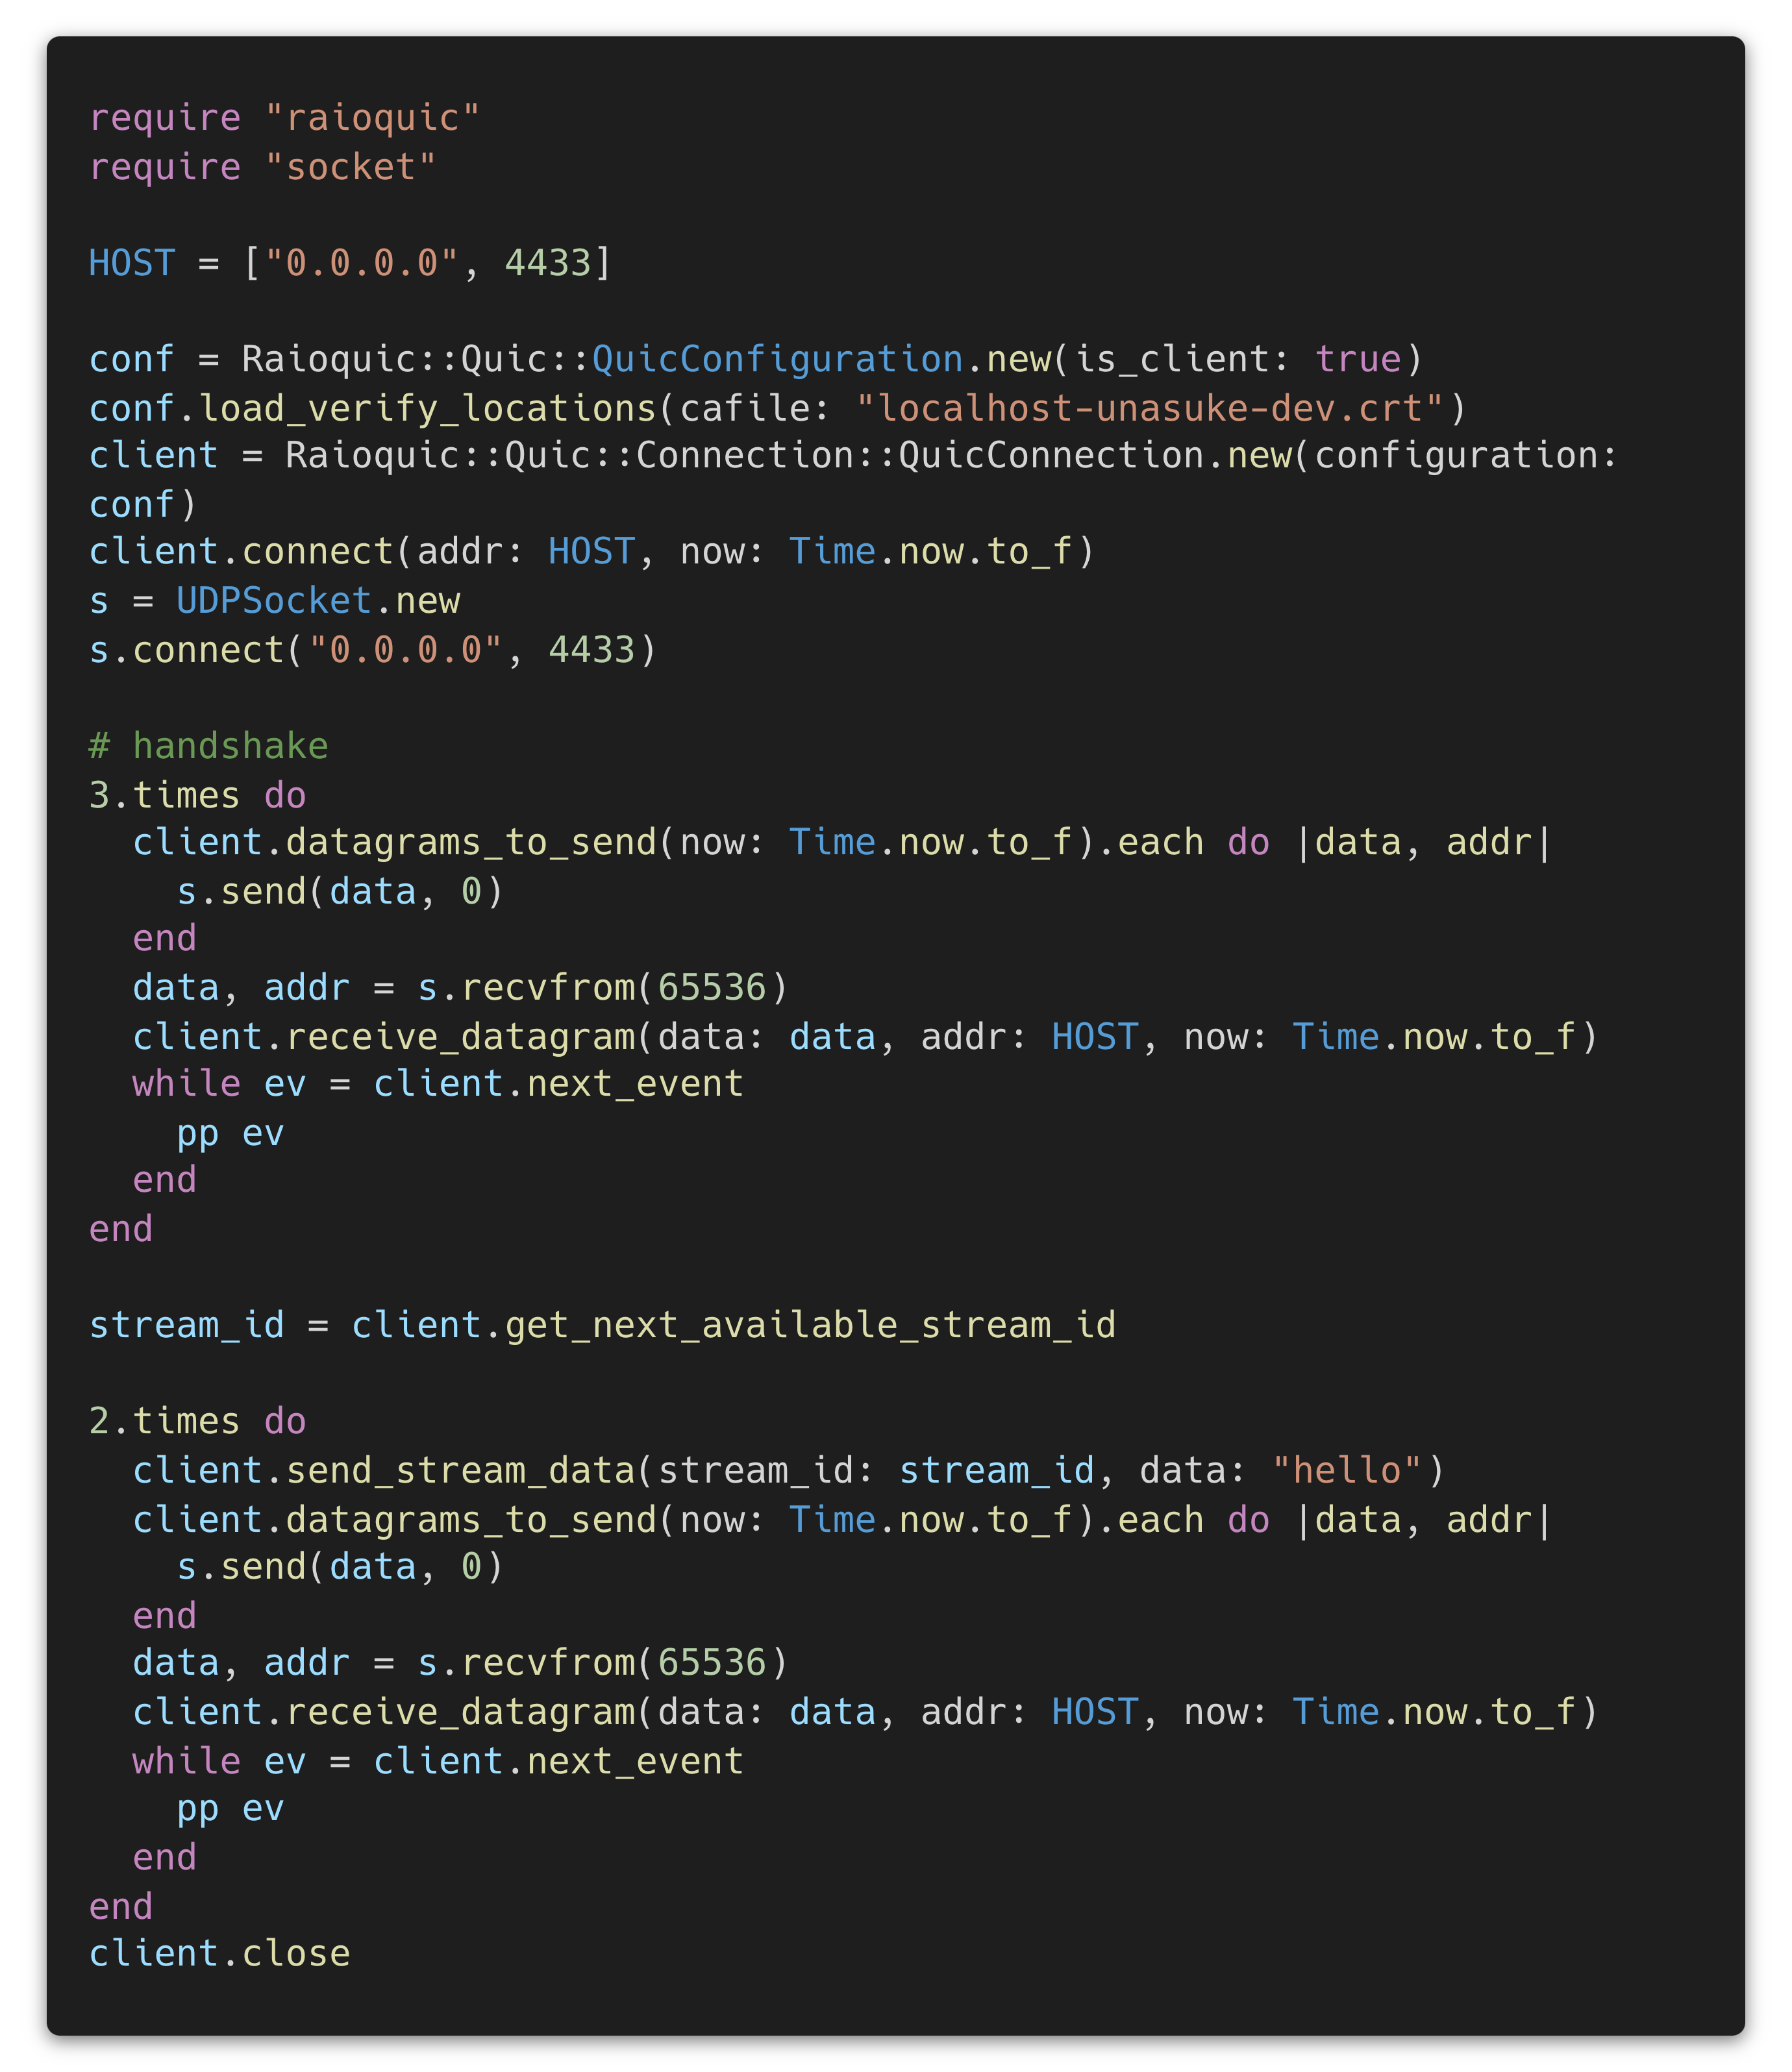 require "raioquic"
require "socket"

HOST = ["0.0.0.0", 4433]

conf = Raioquic::Quic::QuicConfiguration.new(is_client: true)
conf.load_verify_locations(cafile: "localhost-unasuke-dev.crt")
client = Raioquic::Quic::Connection::QuicConnection.new(configuration:
conf)
client.connect(addr: HOST, now: Time.now.to_f)
s = UDPSocket.new
s.connect("0.0.0.0", 4433)

# handshake
3.times do
  client.datagrams_to_send(now: Time.now.to_f).each do |data, addr|
    s.send(data, 0)
  end
  data, addr = s.recvfrom(65536)
  client.receive_datagram(data: data, addr: HOST, now: Time.now.to_f)
  while ev = client.next_event
    pp ev
  end
end

stream_id = client.get_next_available_stream_id

2.times do
  client.send_stream_data(stream_id: stream_id, data: "hello")
  client.datagrams_to_send(now: Time.now.to_f).each do |data, addr|
    s.send(data, 0)
  end
  data, addr = s.recvfrom(65536)
  client.receive_datagram(data: data, addr: HOST, now: Time.now.to_f)
  while ev = client.next_event
    pp ev
  end
end
client.close